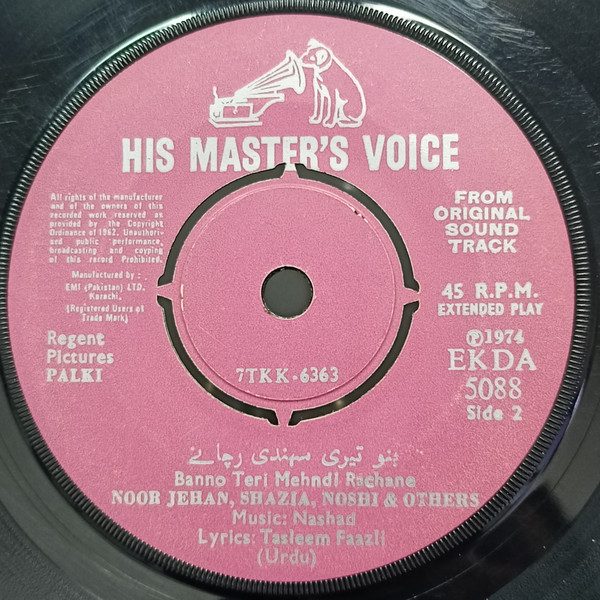 HIS MASTER'S VOICE
All rights of the manufacturer
and of the owners of this
recorded work reserved as
provided by the Copyright
Ordinance of 1962. Unauthori-
sed public performance,
broadcasting and copying
of this record Prohibited.
Manufactured by :
EMI (Pakistan) LTD.
Karachi.
(Registered Users of
Trade Mark)
FROM
ORIGINAL
SOUND
TRACK
45 R.P.M.
EXTENDED PLAY
Ⓟ1974
EKDA
5088
Side 2
Regent
Pictures
PALKI
7TKK-6363
بنو تیری مہندی رچانے
Banno Teri Mehndi Rachane
NOOR JEHAN, SHAZIA, NOSHI & OTHERS
Music: Nashad
Lyrics: Tasleem Faazli
(Urdu)